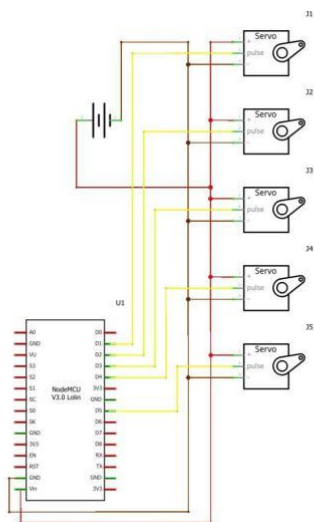 J1
Servo
+
pulse
-
J2
Servo
+
pulse
-
J3
Servo
+
pulse
-
J4
Servo
+
pulse
-
J5
Servo
+
pulse
-
U1
NodeMCU
V3.0 Lolin
A0
GND
VU
S3
S2
S1
SC
S0
SK
GND
3V3
EN
RST
GND
Vin
D0
D1
D2
D3
D4
3V3
GND
D5
D6
D7
D8
RX
TX
GND
3V3